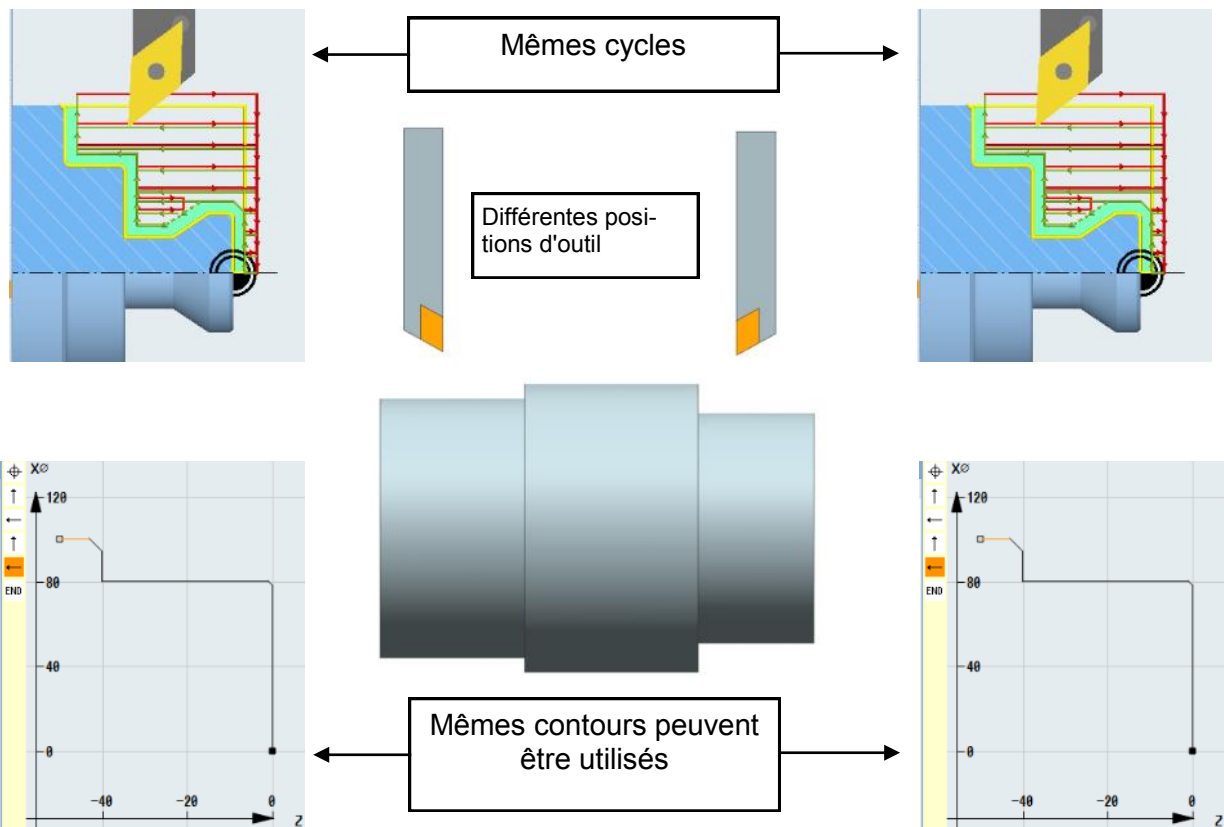 Mêmes cycles
Différentes posi-
tions d'outil
X∅
120
80
40
0
-40
-20
0
Z
END
X∅
120
80
40
0
-40
-20
0
Z
END
Mêmes contours peuvent
être utilisés